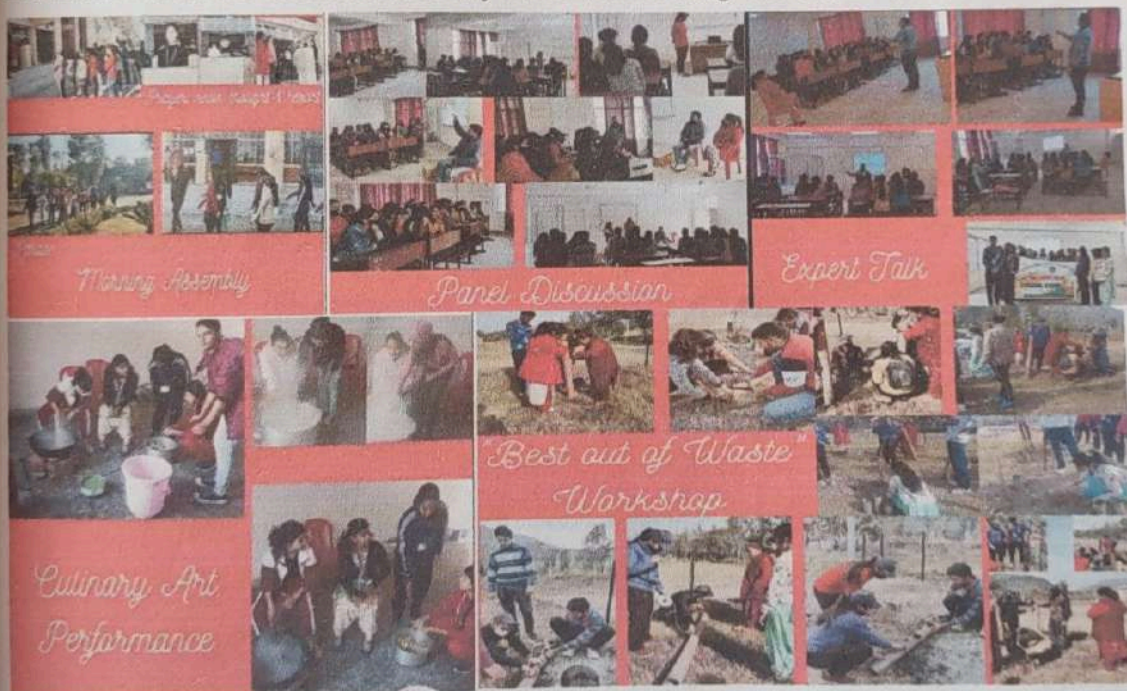 Morning Assembly
Panel Discussion
Expert Talk
"Best out of Waste"
Workshop
Culinary Art
Performance